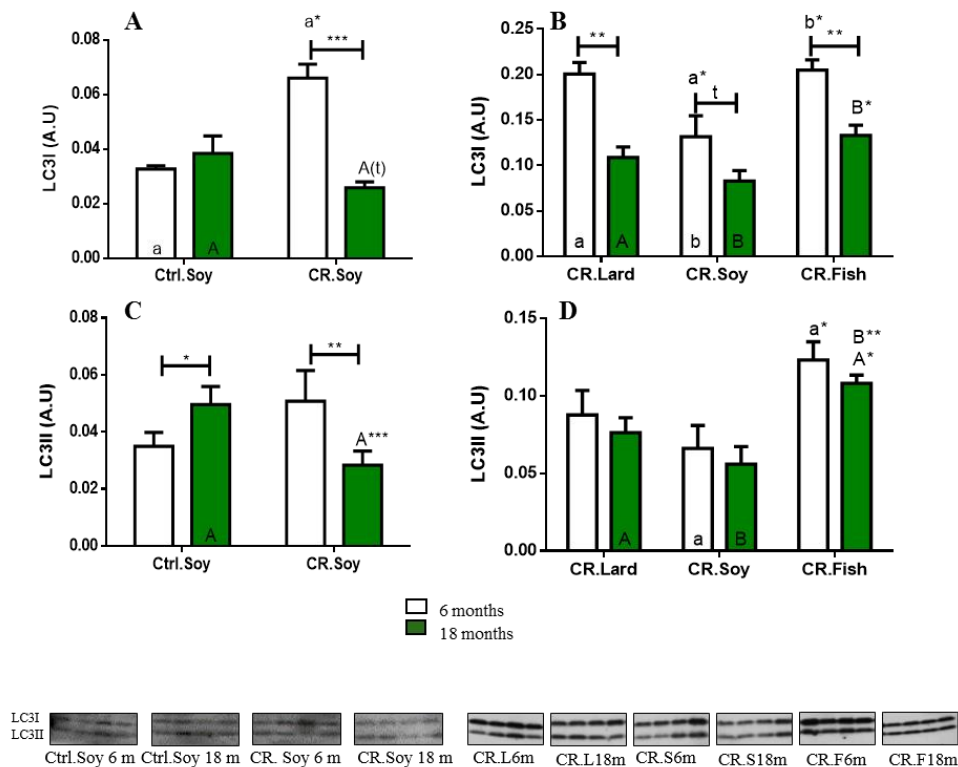 A
a*
***
0.08
0.06
0.04
0.02
0.00
LC3I (A.U)
A(t)
a
A
Ctrl.Soy
CR.Soy
B
**
a*
t
b*
**
B*
0.20
0.15
0.10
0.05
0.00
LC3I (A.U)
a
A
b
B
CR.Lard
CR.Soy
CR.Fish
C
*
**
0.08
0.06
0.04
0.02
0.00
LC3II (A.U)
A***
A
Ctrl.Soy
CR.Soy
D
a*
B**
A*
0.15
0.10
0.05
0.00
LC3II (A.U)
A
a
B
CR.Lard
CR.Soy
CR.Fish
6 months
18 months
LC3I
LC3II
Ctrl.Soy 6 m
Ctrl.Soy 18 m
CR. Soy 6 m
CR.Soy 18 m
CR.L6m
CR.L18m
CR.S6m
CR.S18m
CR.F6m
CR.F18m